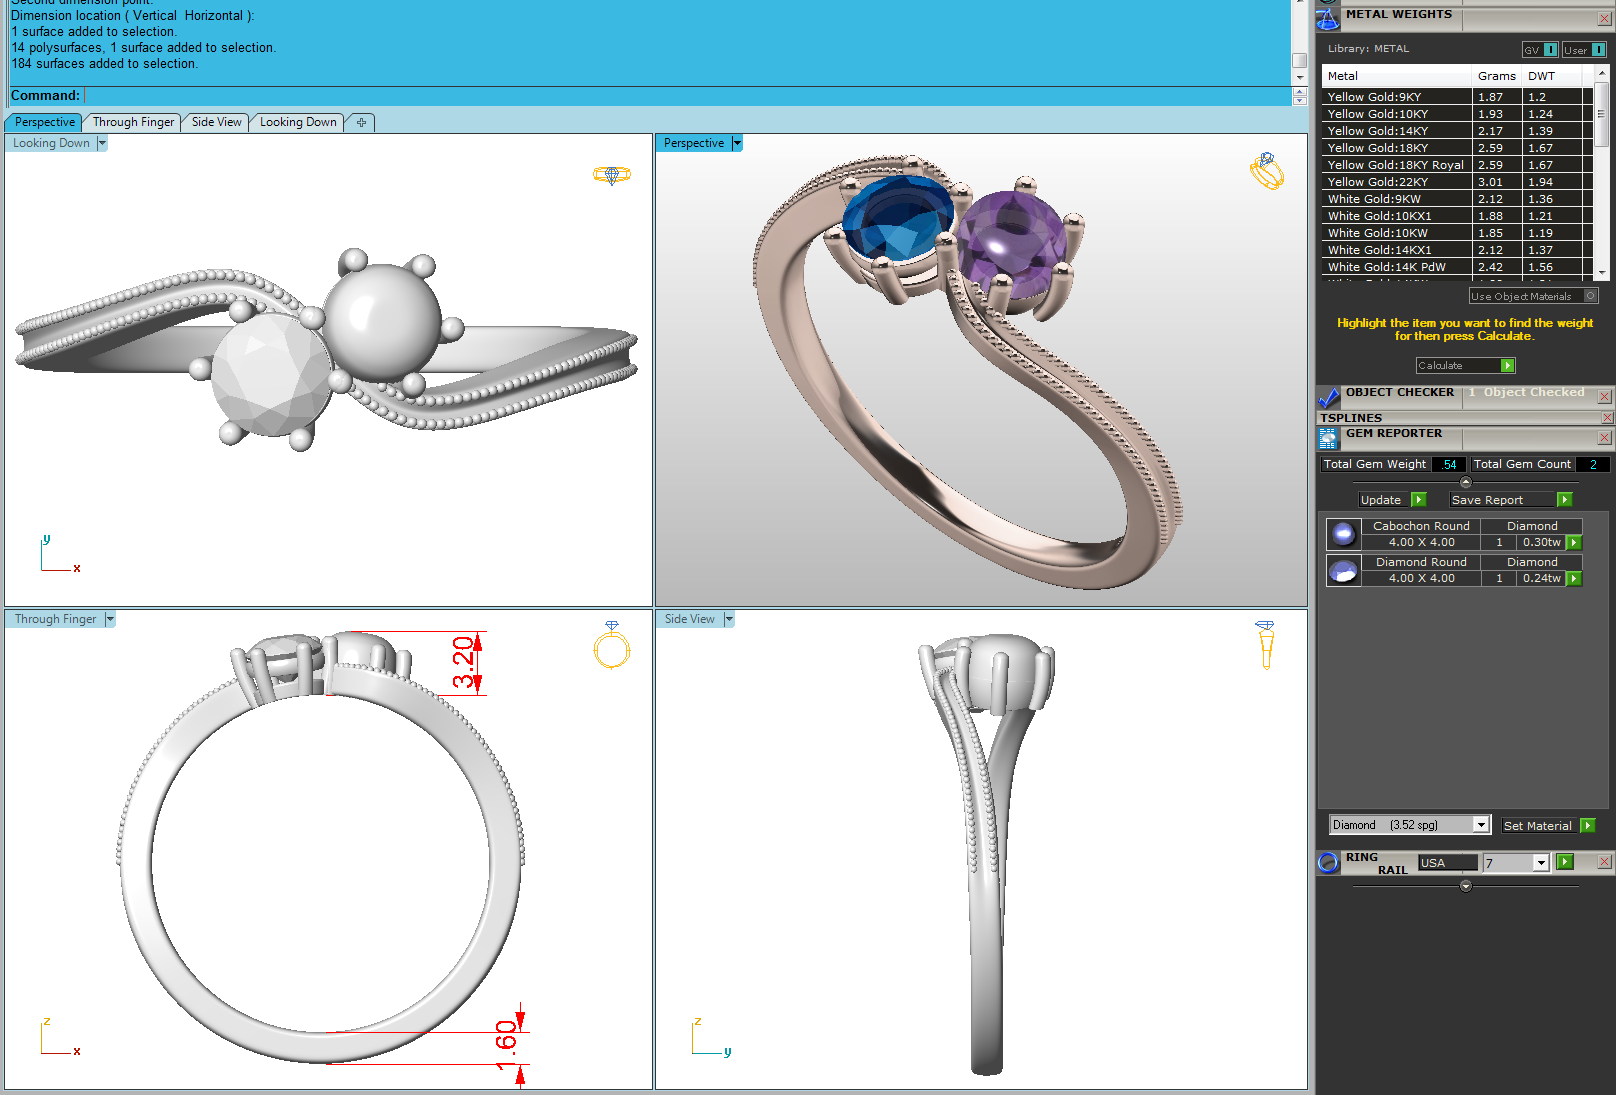 Second dimension point:
Dimension location ( Vertical  Horizontal ):
1 surface added to selection.
14 polysurfaces, 1 surface added to selection.
184 surfaces added to selection.
Command:
Perspective Through Finger Side View Looking Down
Looking Down
Perspective
Through Finger
3.20
1.60
Side View
y
x
z
x
z
y
METAL WEIGHTS
Library: METAL GV User
Metal Grams DWT
Yellow Gold:9KY 1.87 1.2
Yellow Gold:10KY 1.93 1.24
Yellow Gold:14KY 2.17 1.39
Yellow Gold:18KY 2.59 1.67
Yellow Gold:18KY Royal 2.59 1.67
Yellow Gold:22KY 3.01 1.94
White Gold:9KW 2.12 1.36
White Gold:10KX1 1.88 1.21
White Gold:10KW 1.85 1.19
White Gold:14KX1 2.12 1.37
White Gold:14K PdW 2.42 1.56
Use Object Materials
Highlight the item you want to find the weight
for then press Calculate.
Calculate
OBJECT CHECKER 1 Object Checked
TSPLINES
GEM REPORTER
Total Gem Weight .54 Total Gem Count 2
Update Save Report
Cabochon Round Diamond
4.00 X 4.00 1 0.30tw
Diamond Round Diamond
4.00 X 4.00 1 0.24tw
Diamond (3.52 spg) Set Material
RING RAIL USA 7